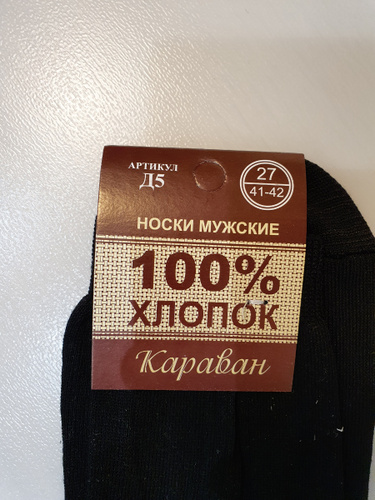 АРТИКУЛ
Д5
27
41-42
НОСКИ МУЖСКИЕ
100%
ХЛОПОК
Караван